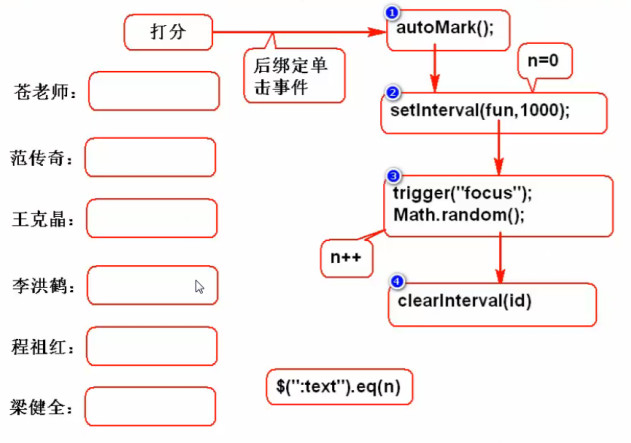 打分
后绑定单
击事件
1
autoMark();
n=0
2
setInterval(fun,1000);
3
trigger("focus");
Math.random();
n++
4
clearInterval(id)
$(":text").eq(n)
苍老师：
范传奇：
王克晶：
李洪鹤：
程祖红：
梁健全：